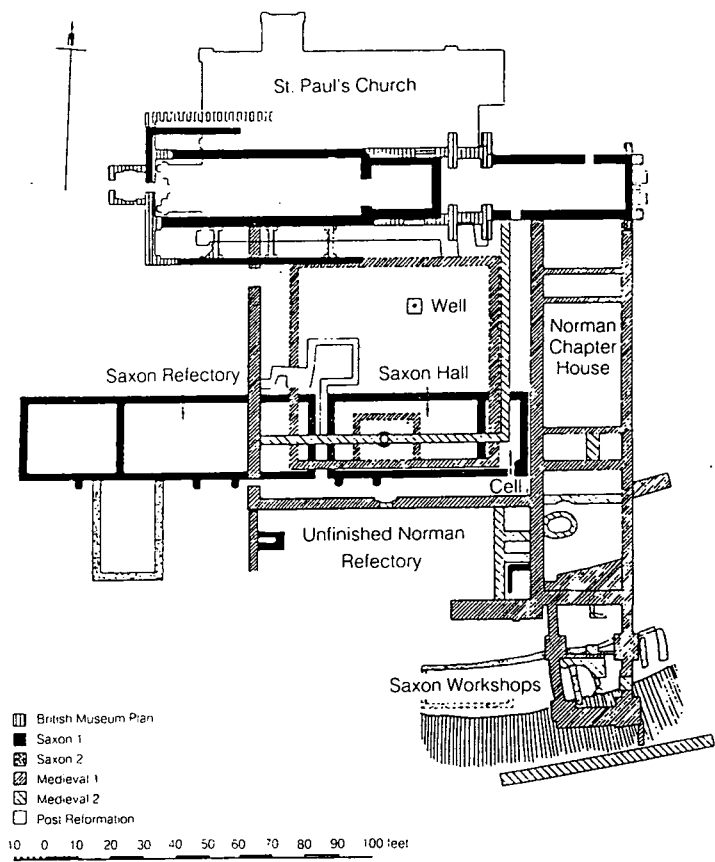 St. Paul's Church
Well
Norman
Chapter
House
Saxon Refectory
Saxon Hall
Cell
Unfinished Norman
Refectory
Saxon Workshops
British Museum Plan
Saxon 1
Saxon 2
Medieval 1
Medieval 2
Post Reformation
10 0 10 20 30 40 50 60 70 80 90 100 feet